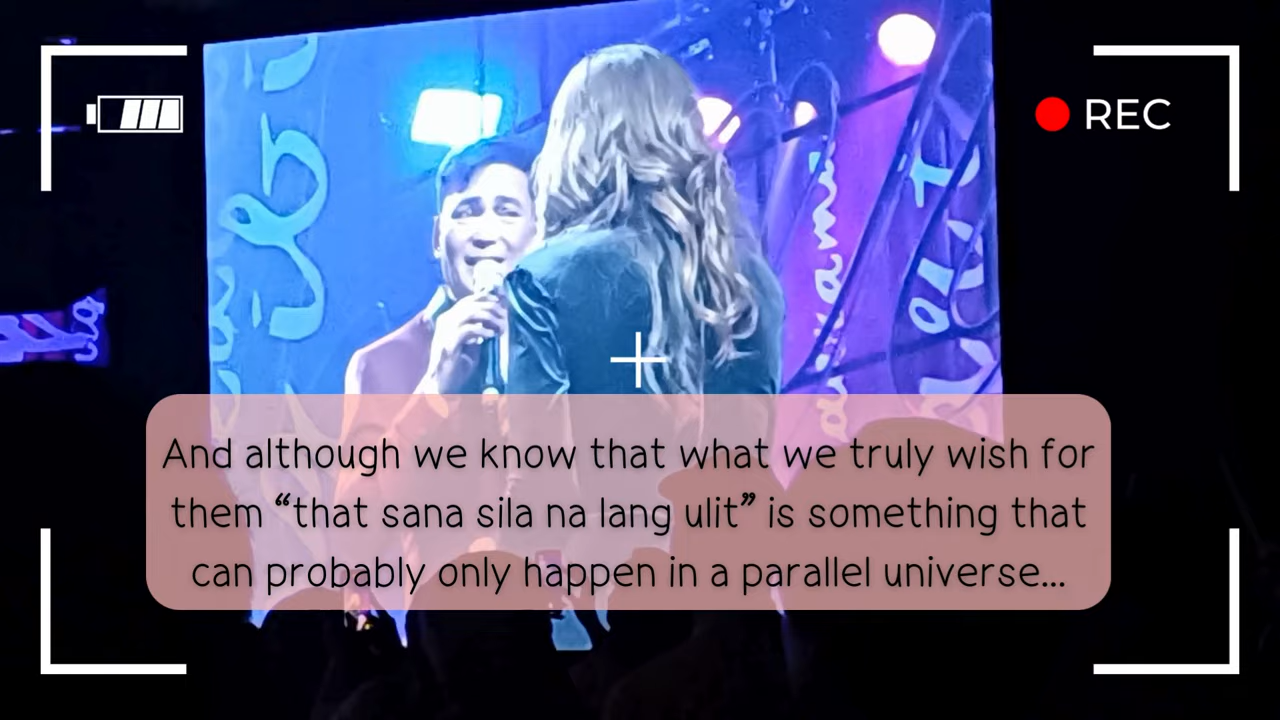 REC
And although we know that what we truly wish for
them “that sana sila na lang ulit” is something that
can probably only happen in a parallel universe...